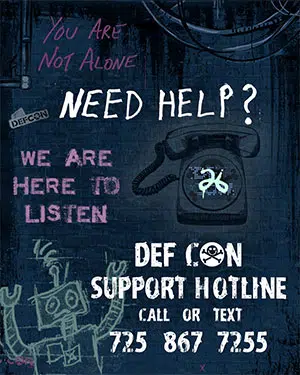 You Are
Not Alone
NEED HELP?
DEFCON
WE ARE
HERE TO
LISTEN
DEF CON
SUPPORT HOTLINE
CALL OR TEXT
725 867 7255